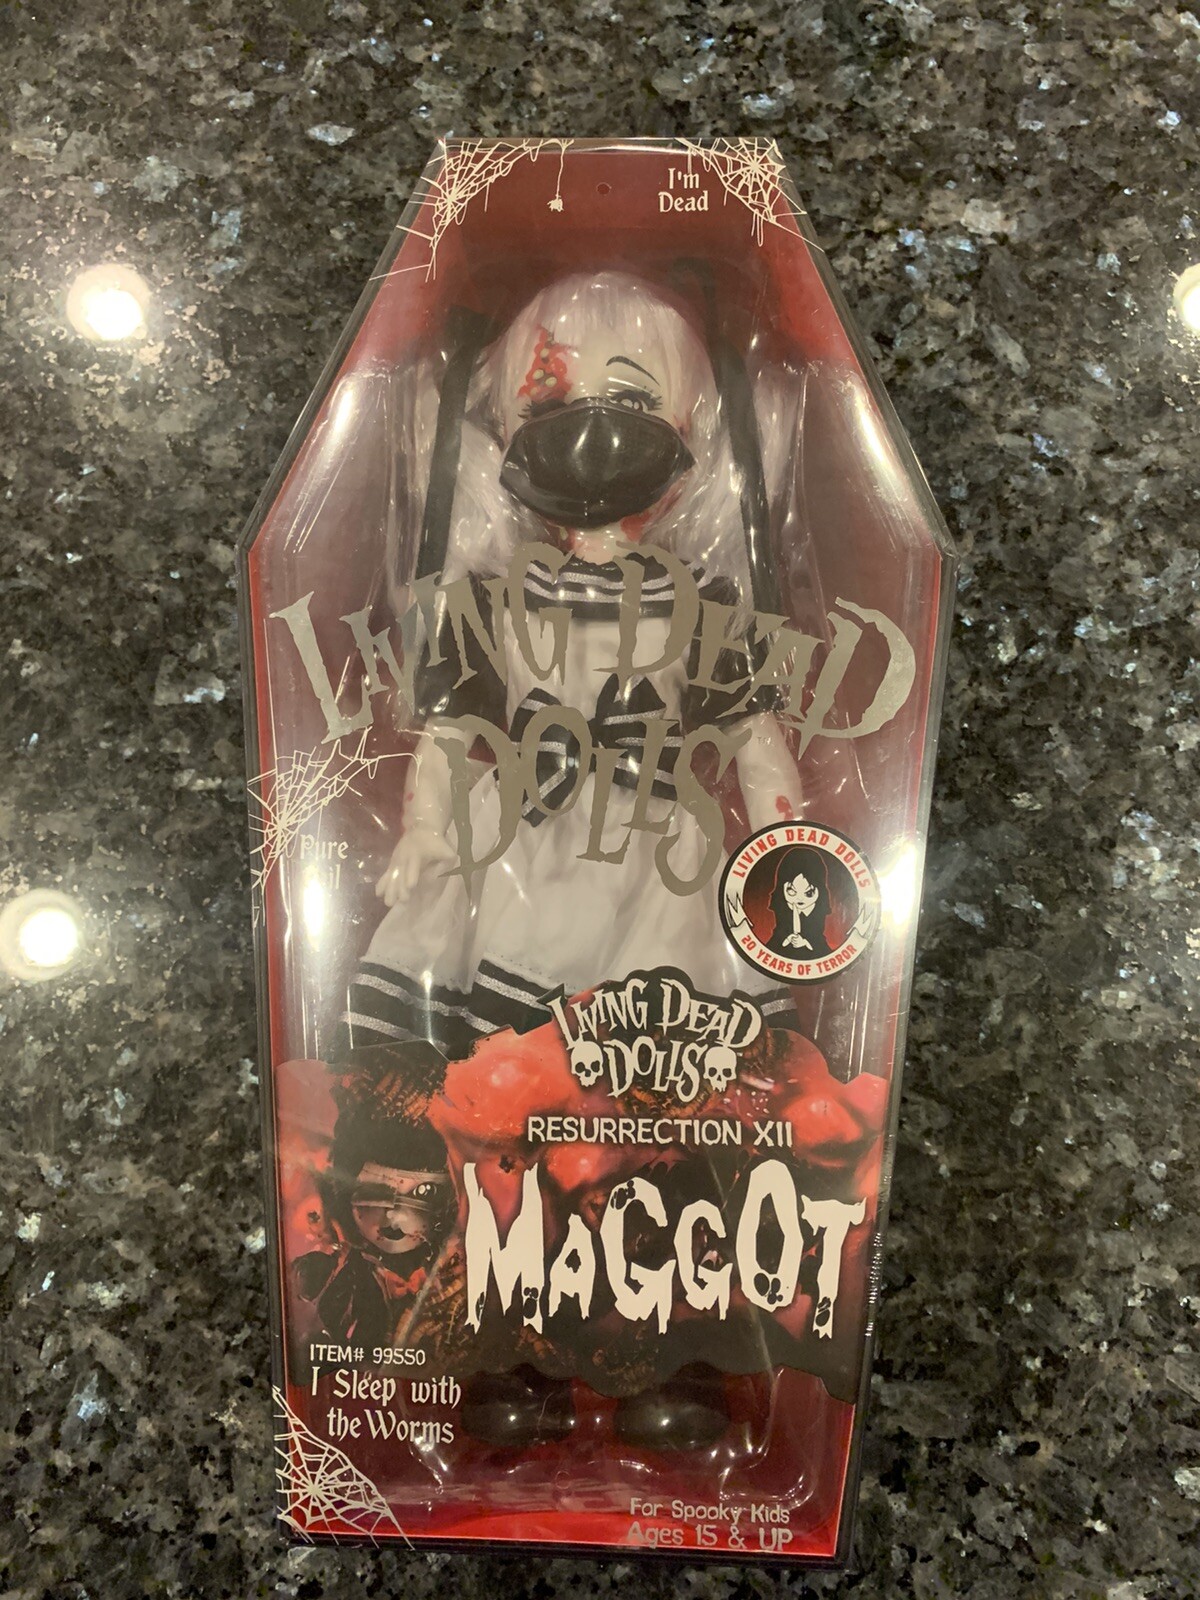 I'm
Dead
LIVING DEAD
DOLLS
Pure
LIVING DEAD DOLLS
20 YEARS OF TERROR
LIVING DEAD
DOLLS
RESURRECTION XII
MAGGOT
ITEM# 99550
I Sleep with
the Worms
For Spooky Kids
Ages 15 & UP